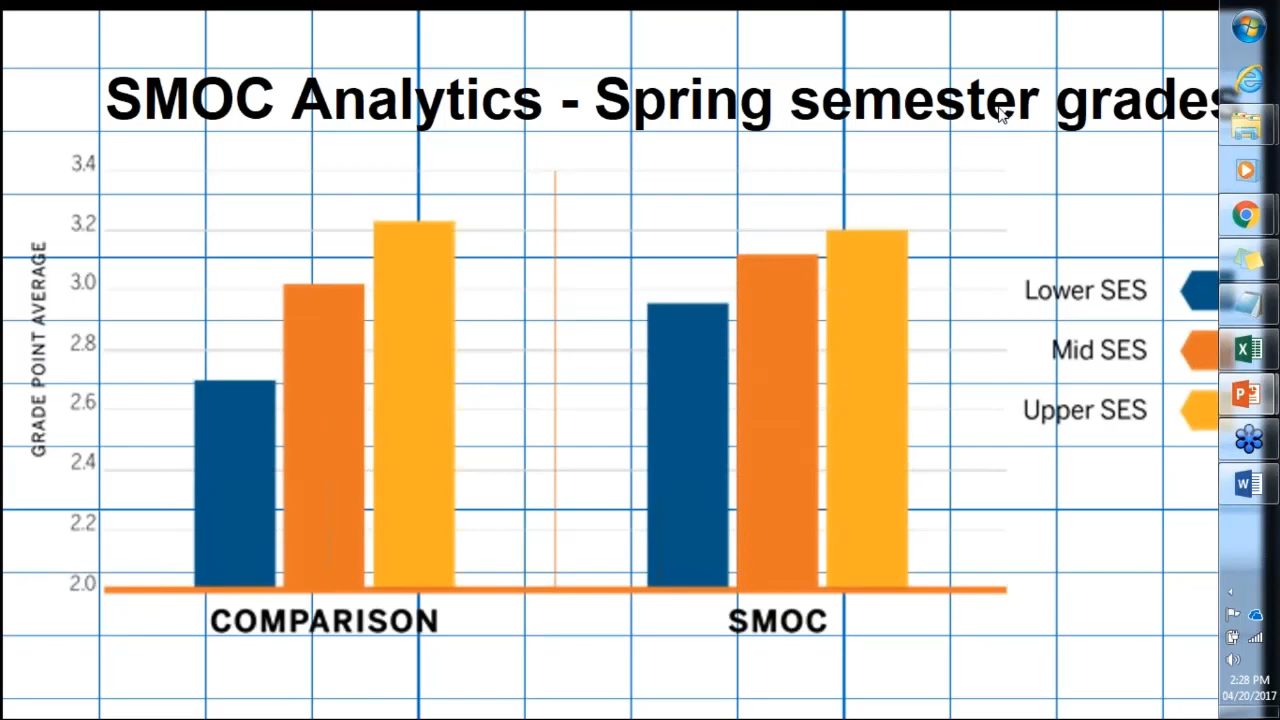 SMOC Analytics - Spring semester grades
3.4
3.2
3.0
2.8
2.6
2.4
2.2
2.0
GRADE POINT AVERAGE
COMPARISON
SMOC
Lower SES
Mid SES
Upper SES
2:28 PM
04/20/2017